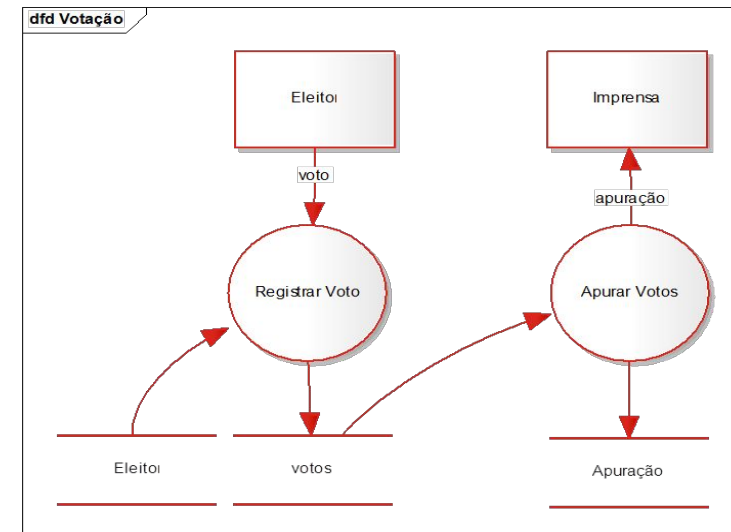 dfd Votação
Eleitor
Imprensa
voto
apuração
Registrar Voto
Apurar Votos
Eleitor
votos
Apuração